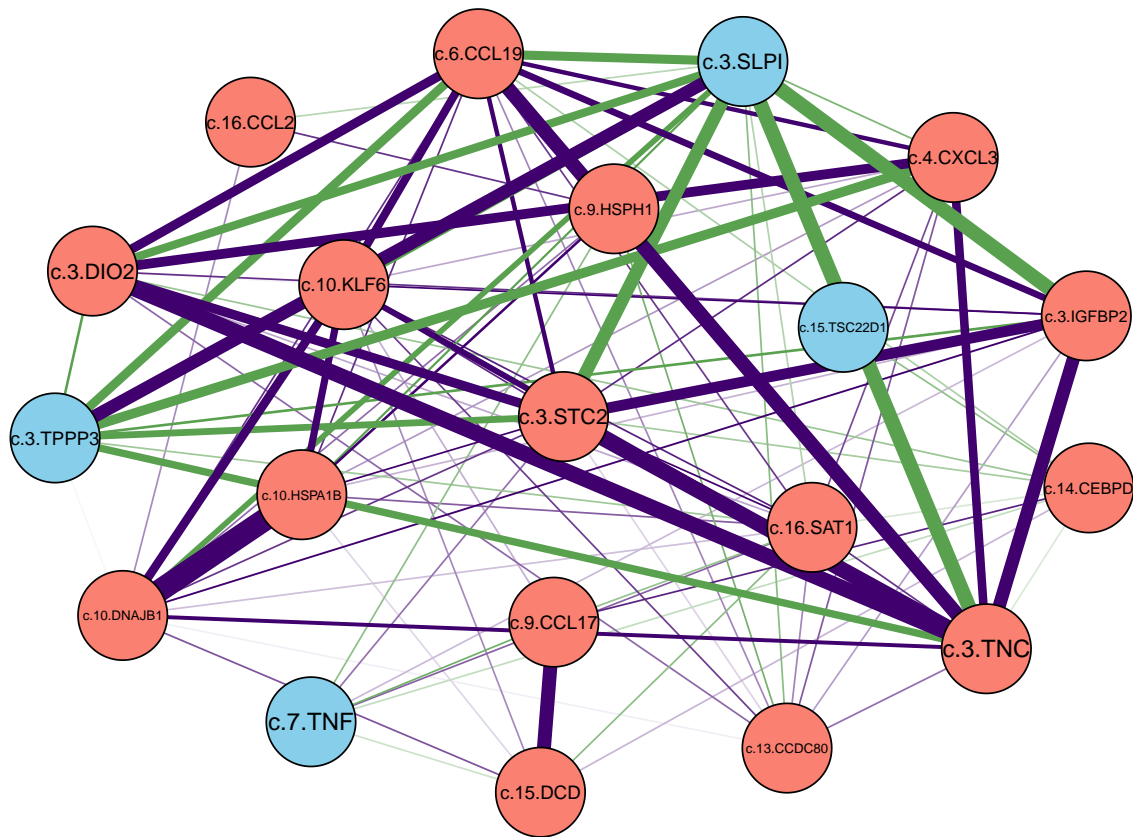 c.6.CCL19
c.3.SLPI
c.16.CCL2
c.4.CXCL3
c.9.HSPH1
c.3.DIO2
c.10.KLF6
c.3.IGFBP2
c.15.TSC22D1
c.3.STC2
c.3.TPPP3
c.14.CEBPD
c.10.HSPA1B
c.16.SAT1
c.10.DNAJB1
c.9.CCL17
c.3.TNC
c.7.TNF
c.13.CCDC80
c.15.DCD